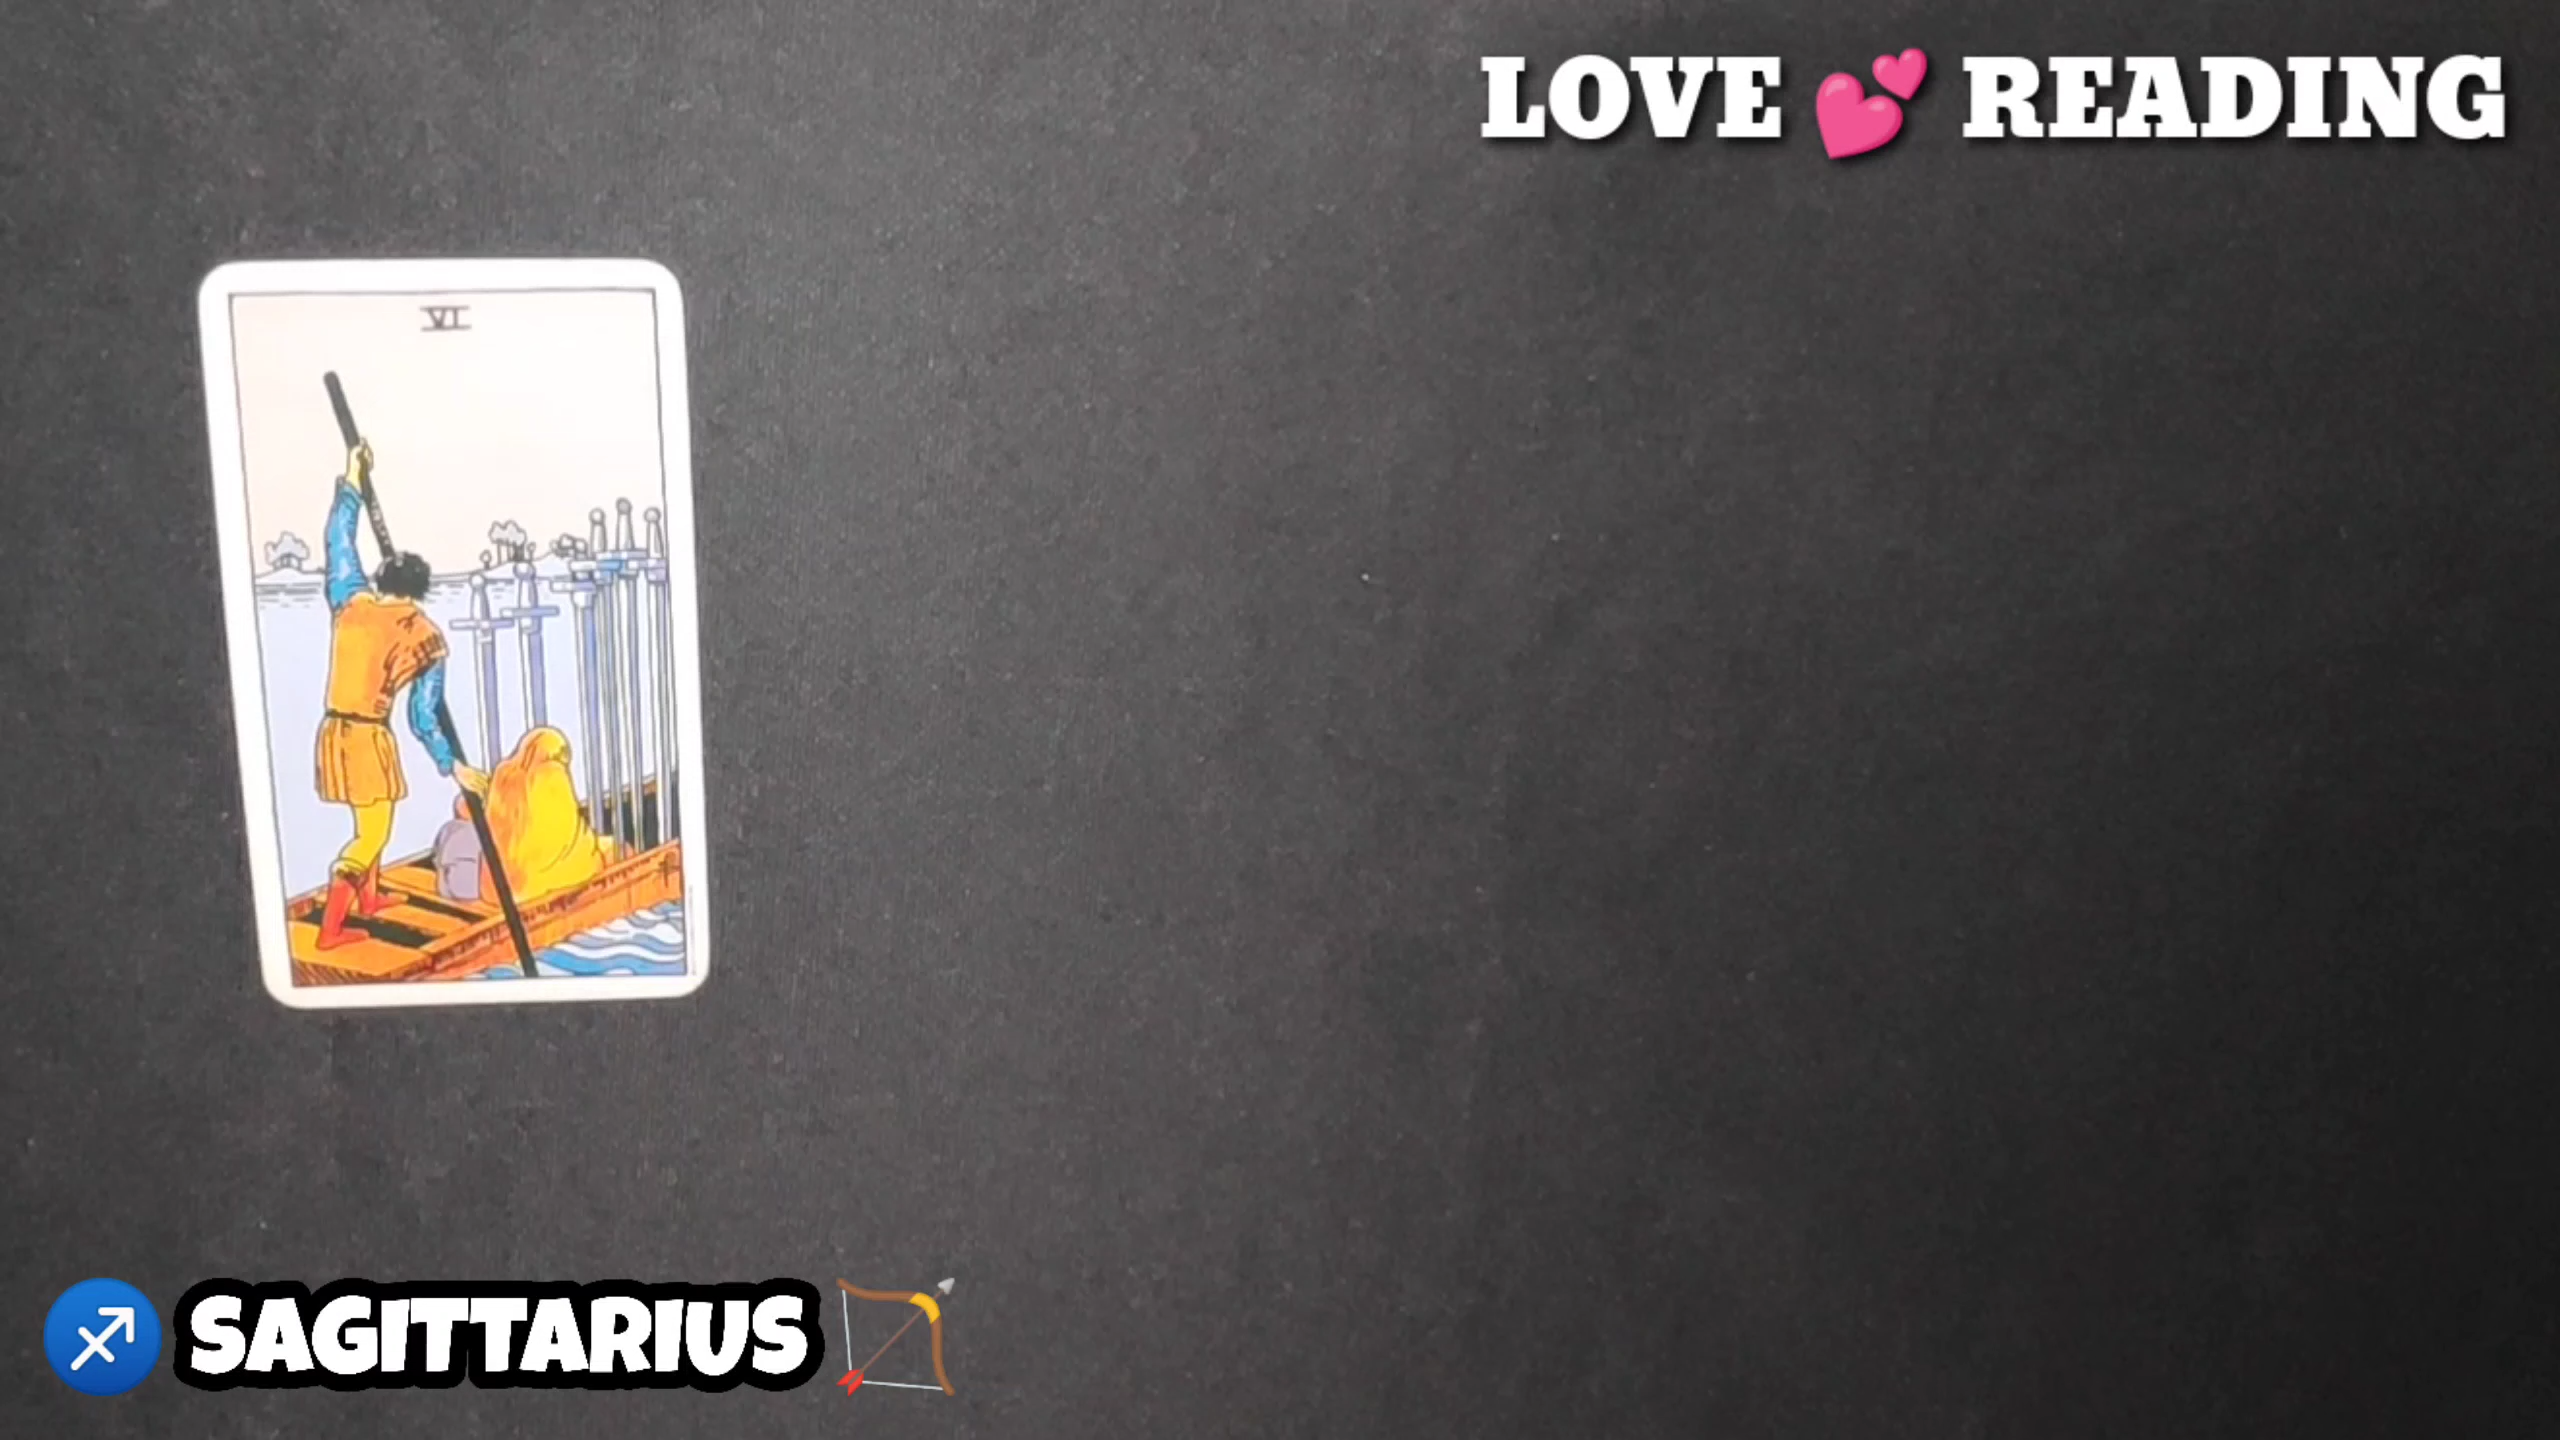 LOVE 💕 READING
VI
♐ SAGITTARIUS 🏹